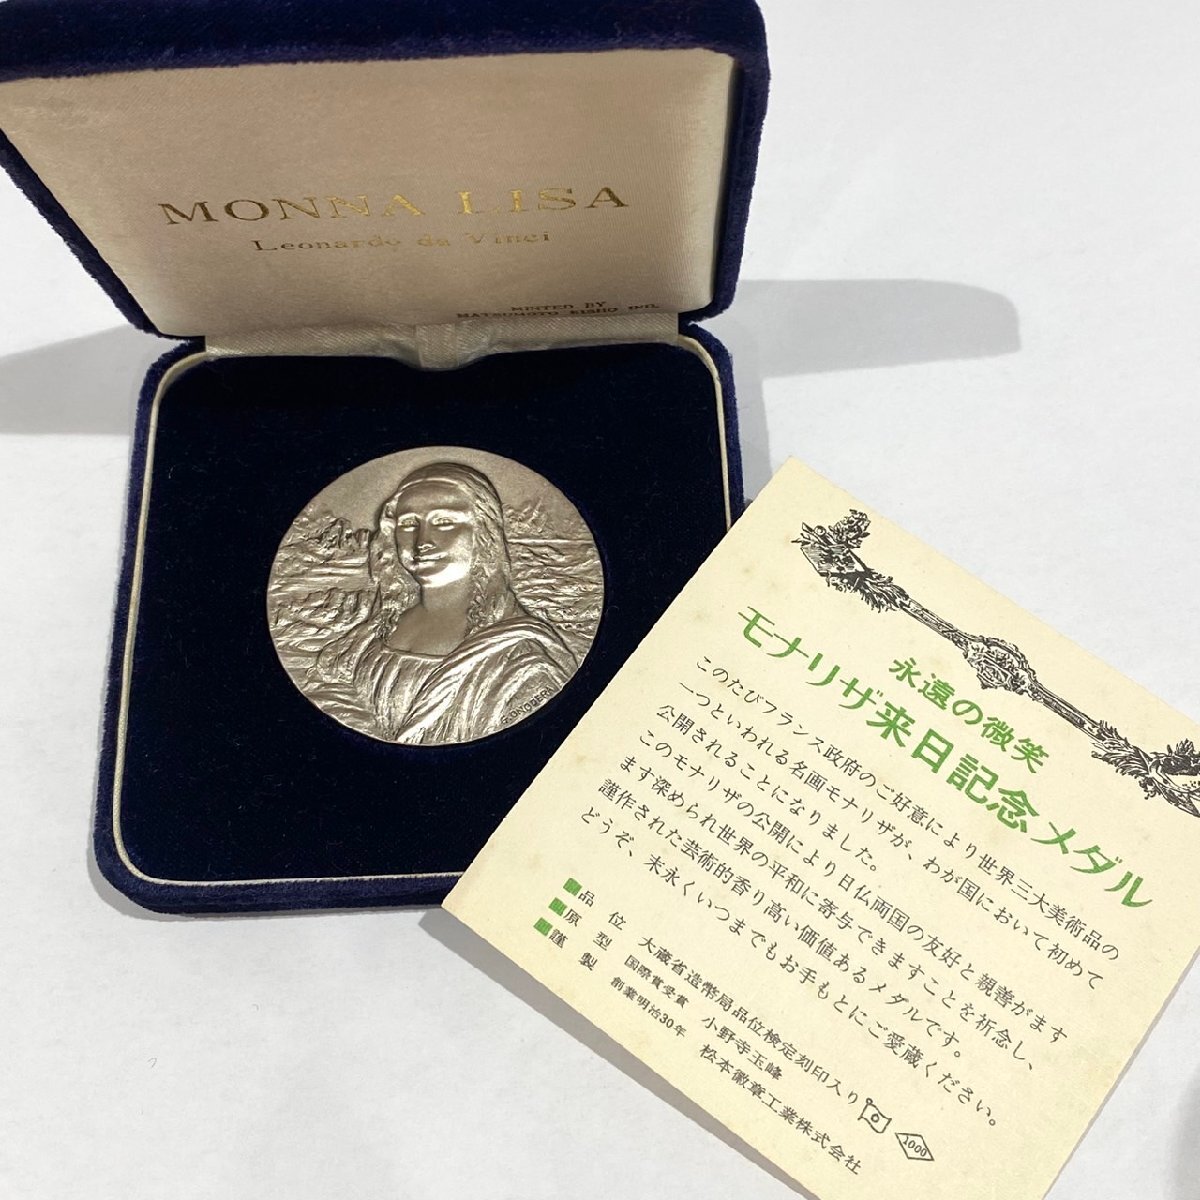 MONNA LISA
Leonardo da Vinci
MINTED BY
MATSUMOTO KISHO
永遠の微笑
モナリザ来日記念メダル
このたびフランス政府のご好意により世界三大美術品の
一つといわれる名画モナリザが、わが国において初めて
公開されることになりました。
このモナリザの公開により日仏両国の友好と親善がます
ます深められ世界の平和に寄与できますことを祈念し、
謹作された芸術的香り高い価値あるメダルです。
どうぞ、末永くいつまでもお手もとにご愛蔵ください。
品位 大蔵省造幣局品位検定刻印入り 1000
原型 国際賞受賞 小野寺玉峰
謹製 創業明治30年 松本徽章工業株式会社